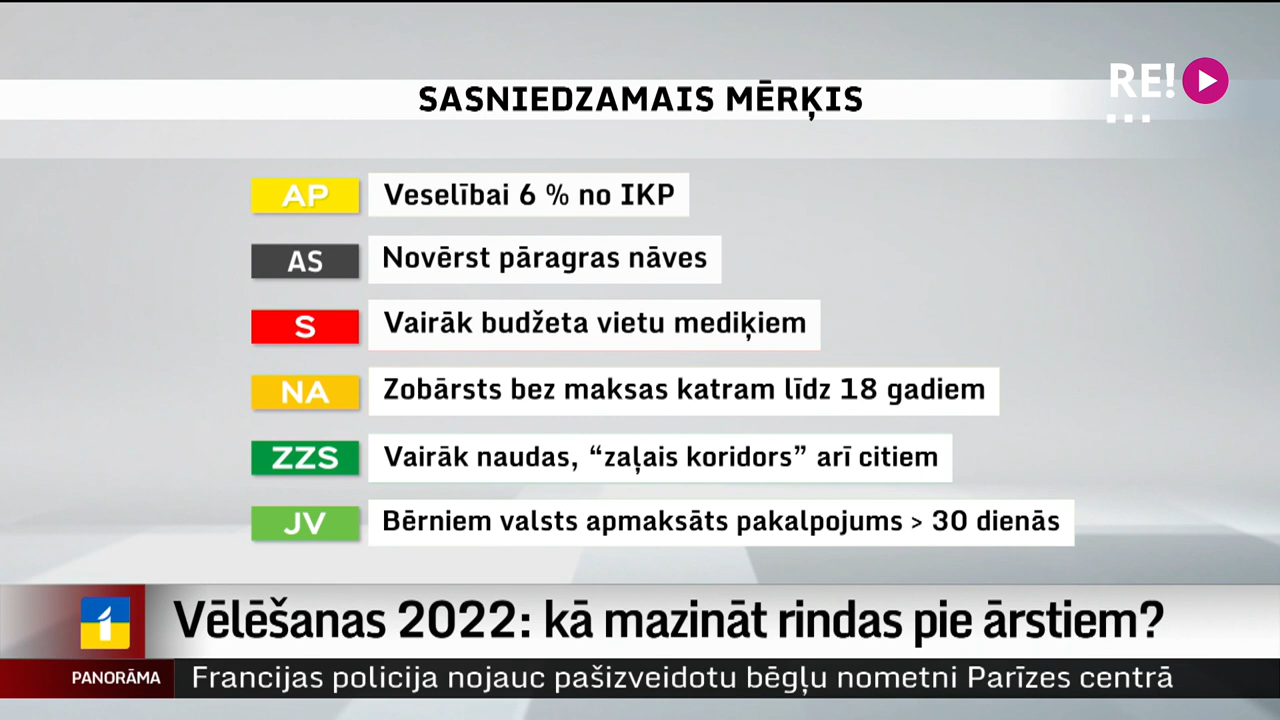 SASNIEDZAMAIS MĒRĶIS
RE!
AP Veselībai 6 % no IKP
AS Novērst pāragras nāves
S Vairāk budžeta vietu mediķiem
NA Zobārsts bez maksas katram līdz 18 gadiem
ZZS Vairāk naudas, “zaļais koridors” arī citiem
JV Bērniem valsts apmaksāts pakalpojums > 30 dienās
1 Vēlēšanas 2022: kā mazināt rindas pie ārstiem?
PANORĀMA Francijas policija nojauc pašizveidotu bēgļu nometni Parīzes centrā